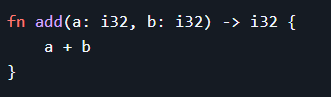 fn add(a: i32, b: i32) -> i32 {
    a + b
}